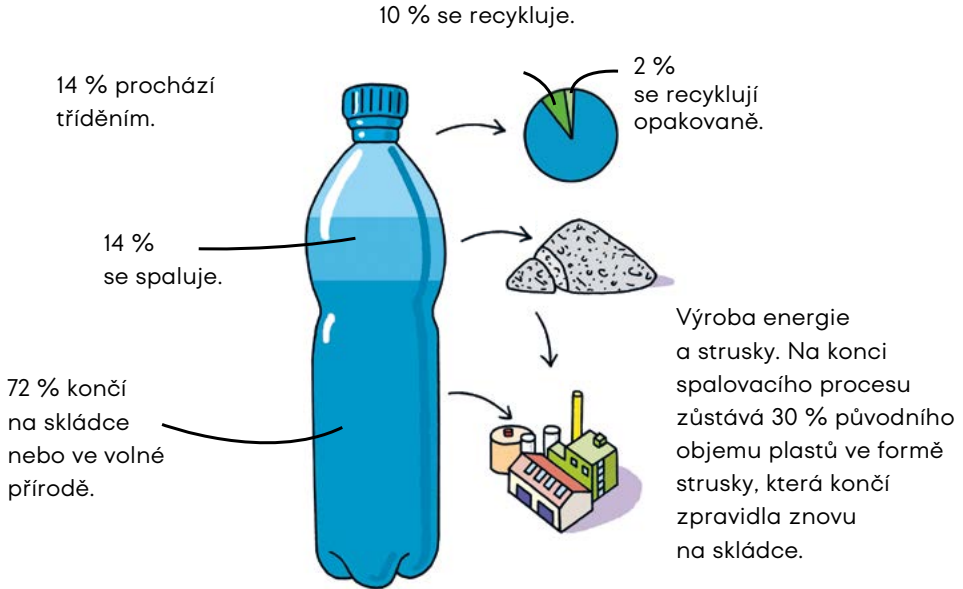 10 % se recykluje.
14 % prochází
tříděním.
2 %
se recyklují
opakovaně.
14 %
se spaluje.
72 % končí
na skládce
nebo ve volné
přírodě.
Výroba energie
a strusky. Na konci
spalovacího procesu
zůstává 30 % původního
objemu plastů ve formě
strusky, která končí
zpravidla znovu
na skládce.